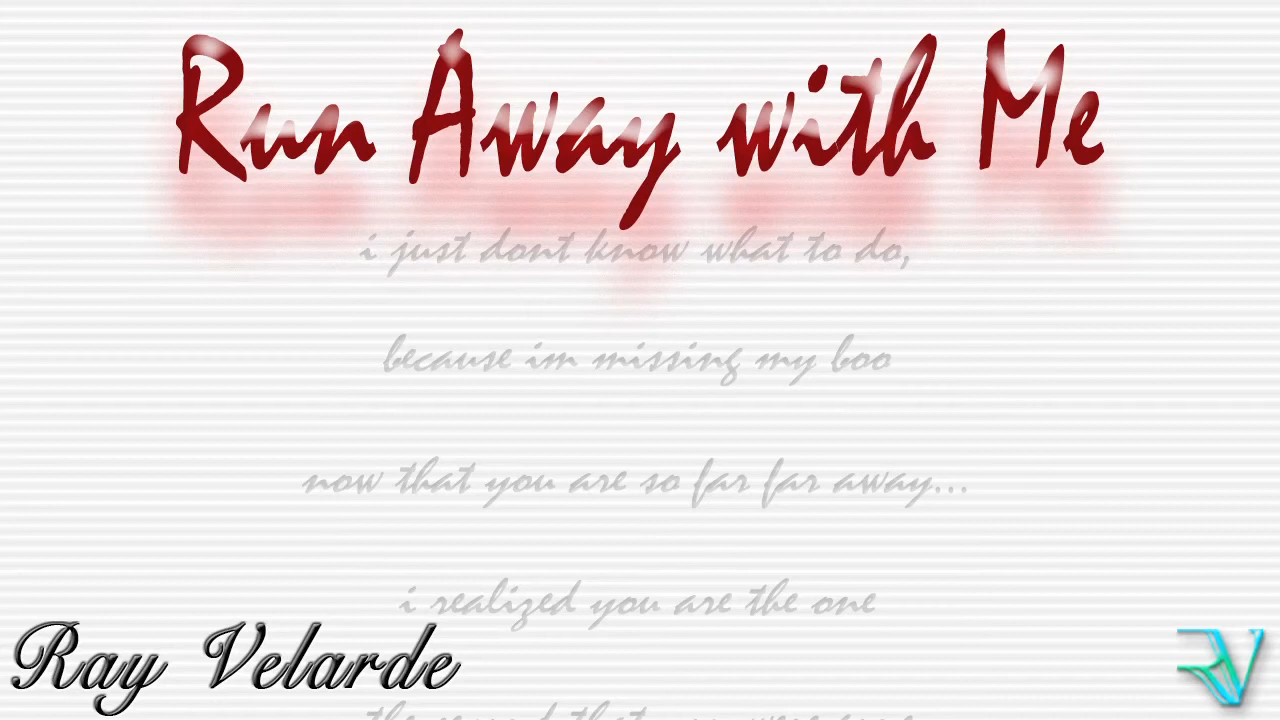 Run Away with Me
i just dont know what to do,
because im missing my boo
now that you are so far far away...
i realized you are the one
Ray Velarde
RV